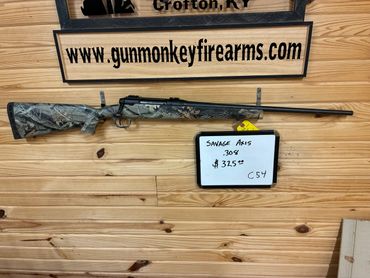 Crofton, KY
www.gunmonkeyfirearms.com
SAVAGE AXIS
308
$ 325.00
C54